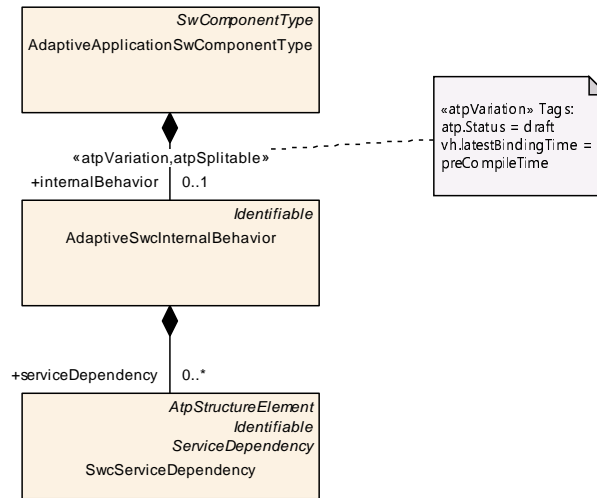 SwComponentType
AdaptiveApplicationSwComponentType
«atpVariation» Tags:
atp.Status = draft
vh.latestBindingTime =
preCompileTime
«atpVariation,atpSplitable»
+internalBehavior 0..1
Identifiable
AdaptiveSwcInternalBehavior
+serviceDependency 0..*
AtpStructureElement
Identifiable
ServiceDependency
SwcServiceDependency